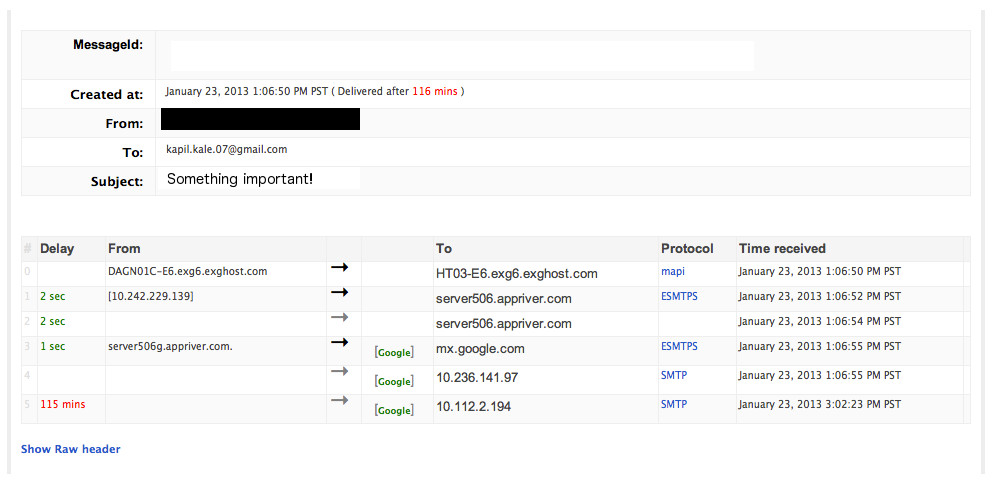 MessageId:
Created at: January 23, 2013 1:06:50 PM PST ( Delivered after 116 mins )
From:
To: kapil.kale.07@gmail.com
Subject: Something important!
# Delay From To Protocol Time received
0 DAGN01C-E6.exg6.exghost.com → HT03-E6.exg6.exghost.com mapi January 23, 2013 1:06:50 PM PST
1 2 sec [10.242.229.139] → server506.appriver.com ESMTPS January 23, 2013 1:06:52 PM PST
2 2 sec → server506.appriver.com January 23, 2013 1:06:54 PM PST
3 1 sec server506g.appriver.com. → [Google] mx.google.com ESMTPS January 23, 2013 1:06:55 PM PST
4 → [Google] 10.236.141.97 SMTP January 23, 2013 1:06:55 PM PST
5 115 mins → [Google] 10.112.2.194 SMTP January 23, 2013 3:02:23 PM PST
Show Raw header